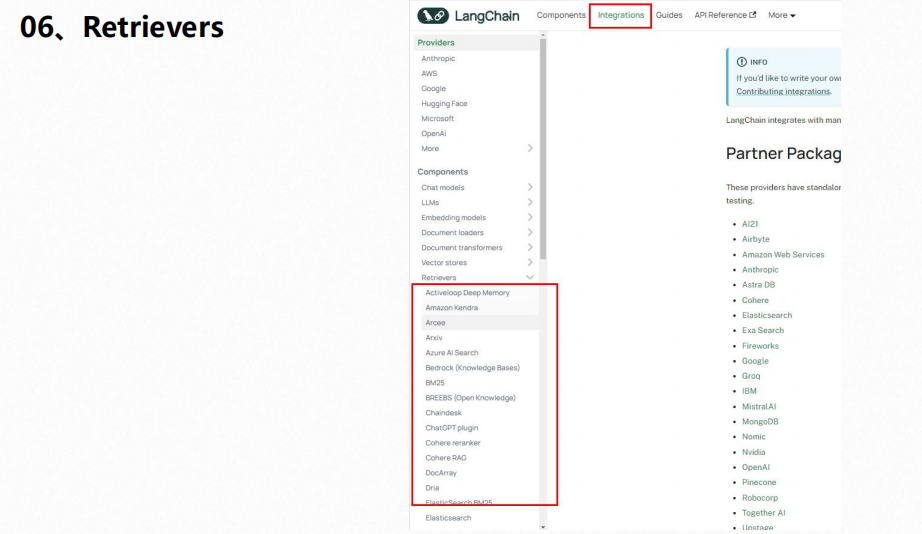 06、Retrievers
LangChain
Components Integrations Guides API Reference More
Providers
Anthropic
AWS
Google
Hugging Face
Microsoft
OpenAI
More
Components
Chat models
LLMs
Embedding models
Document loaders
Document transformers
Vector stores
Retrievers
Activeloop Deep Memory
Amazon Kendra
Arcee
Arxiv
Azure AI Search
Bedrock (Knowledge Bases)
BM25
BREEBS (Open Knowledge)
Chaindesk
ChatGPT plugin
Cohere reranker
Cohere RAG
DocArray
Dria
ElasticSearch BM25
Elasticsearch
INFO
If you'd like to write your own
Contributing integrations.
LangChain integrates with man
Partner Packag
These providers have standalon
testing.
• AI21
• Airbyte
• Amazon Web Services
• Anthropic
• Astra DB
• Cohere
• Elasticsearch
• Exa Search
• Fireworks
• Google
• Groq
• IBM
• MistralAI
• MongoDB
• Nomic
• Nvidia
• OpenAI
• Pinecone
• Robocorp
• Together AI
• Upstage